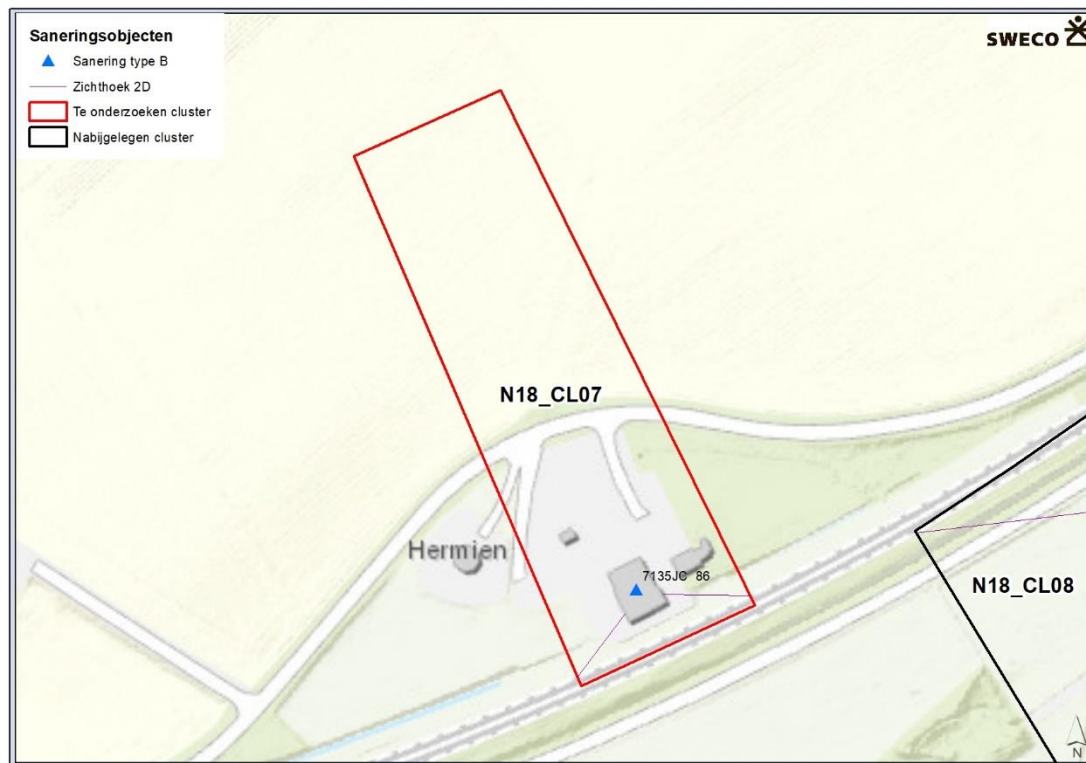 Saneringsobjecten
Sanering type B
Zichthoek 2D
Te onderzoeken cluster
Nabijgelegen cluster
SWECO
N18_CL07
Hermien
7135JC 86
N18_CL08
N